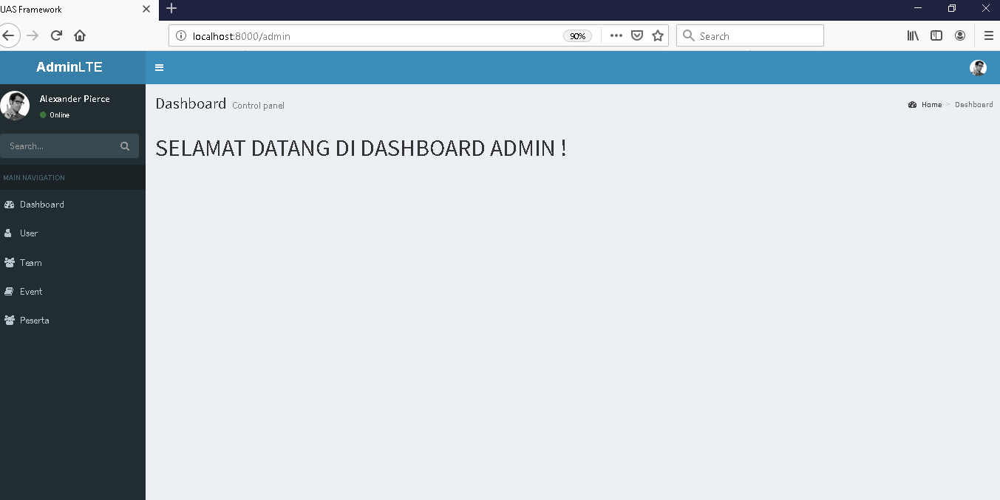 UAS Framework
localhost:8000/admin
90%
Search
AdminLTE
Alexander Pierce
Online
Search...
MAIN NAVIGATION
Dashboard
User
Team
Event
Peserta
Dashboard Control panel
Home > Dashboard
SELAMAT DATANG DI DASHBOARD ADMIN !